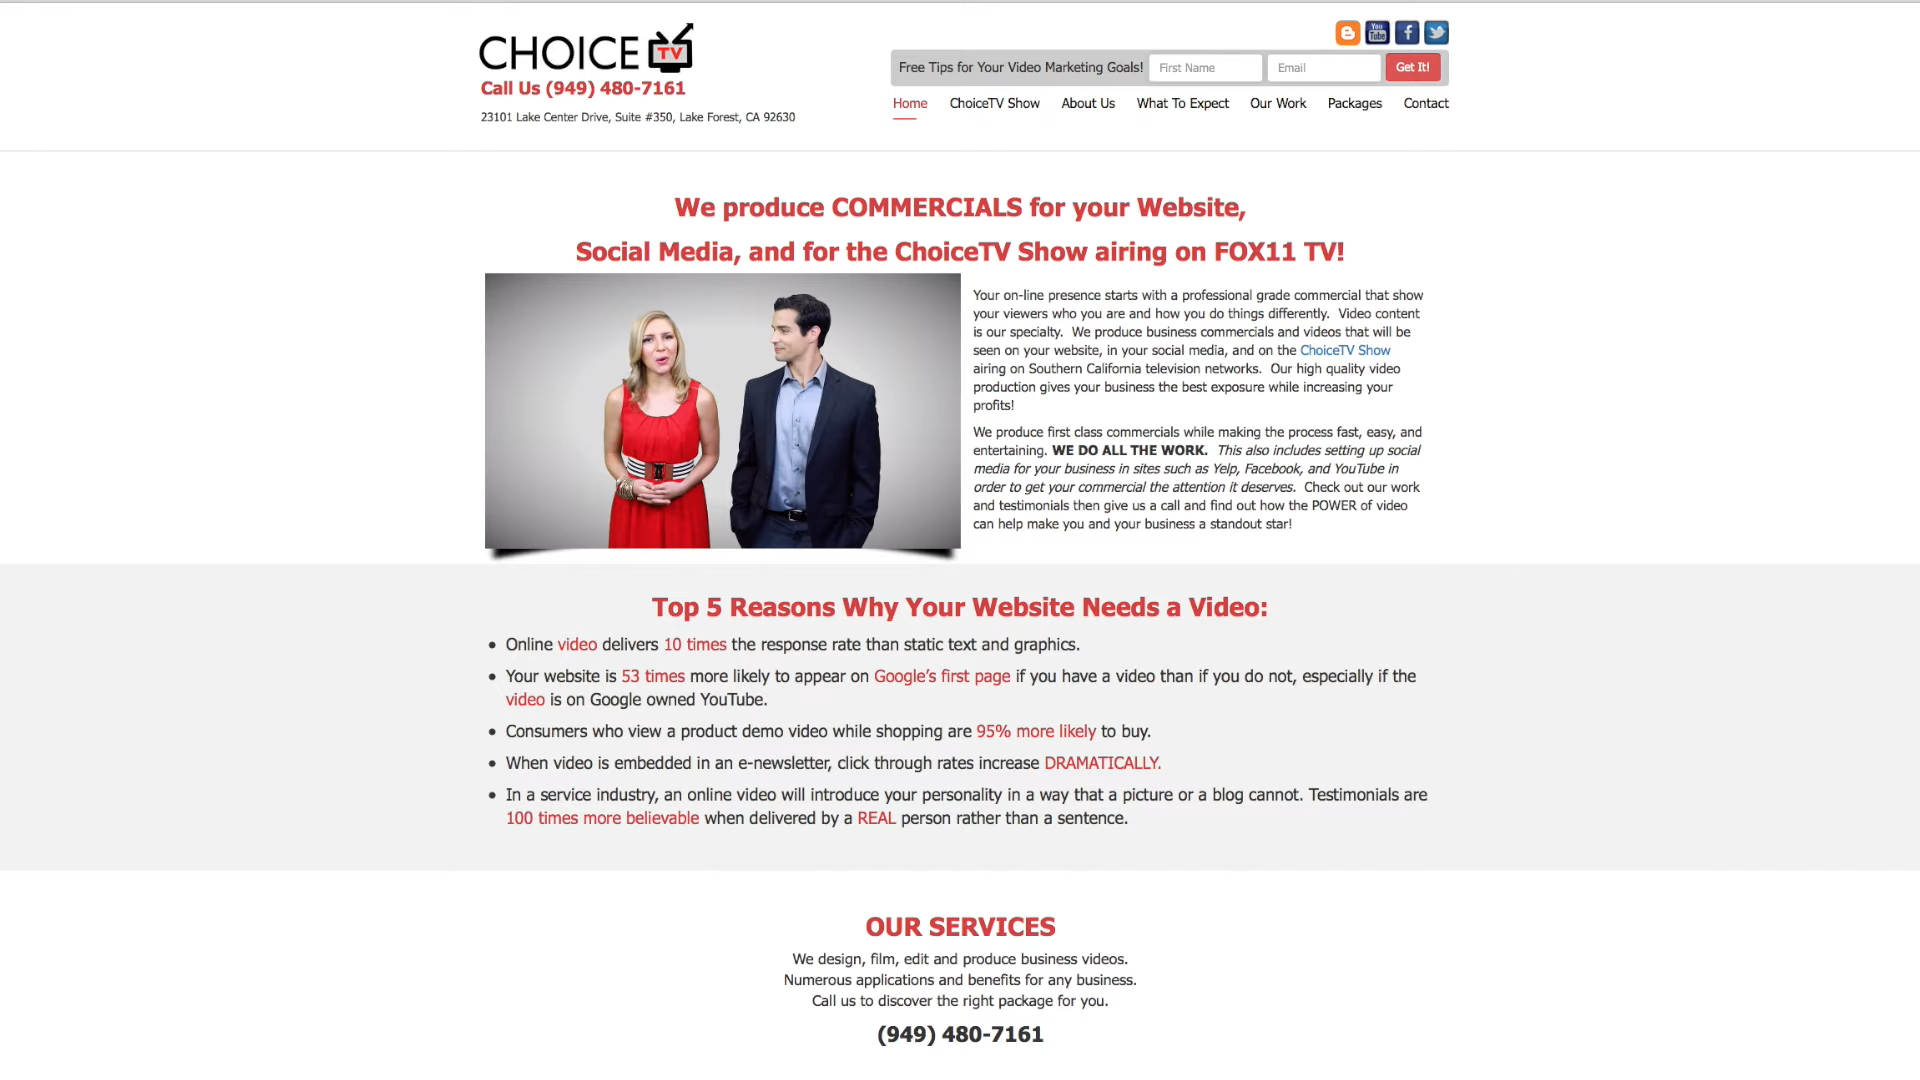 CHOICE TV
Call Us (949) 480-7161
23101 Lake Center Drive, Suite #350, Lake Forest, CA 92630
You Tube
Free Tips for Your Video Marketing Goals! First Name Email Get It!
Home ChoiceTV Show About Us What To Expect Our Work Packages Contact
We produce COMMERCIALS for your Website,
Social Media, and for the ChoiceTV Show airing on FOX11 TV!
Your on-line presence starts with a professional grade commercial that show
your viewers who you are and how you do things differently. Video content
is our specialty. We produce business commercials and videos that will be
seen on your website, in your social media, and on the ChoiceTV Show
airing on Southern California television networks. Our high quality video
production gives your business the best exposure while increasing your
profits!
We produce first class commercials while making the process fast, easy, and
entertaining. WE DO ALL THE WORK. This also includes setting up social
media for your business in sites such as Yelp, Facebook, and YouTube in
order to get your commercial the attention it deserves. Check out our work
and testimonials then give us a call and find out how the POWER of video
can help make you and your business a standout star!
Top 5 Reasons Why Your Website Needs a Video:
• Online video delivers 10 times the response rate than static text and graphics.
• Your website is 53 times more likely to appear on Google's first page if you have a video than if you do not, especially if the
video is on Google owned YouTube.
• Consumers who view a product demo video while shopping are 95% more likely to buy.
• When video is embedded in an e-newsletter, click through rates increase DRAMATICALLY.
• In a service industry, an online video will introduce your personality in a way that a picture or a blog cannot. Testimonials are
100 times more believable when delivered by a REAL person rather than a sentence.
OUR SERVICES
We design, film, edit and produce business videos.
Numerous applications and benefits for any business.
Call us to discover the right package for you.
(949) 480-7161